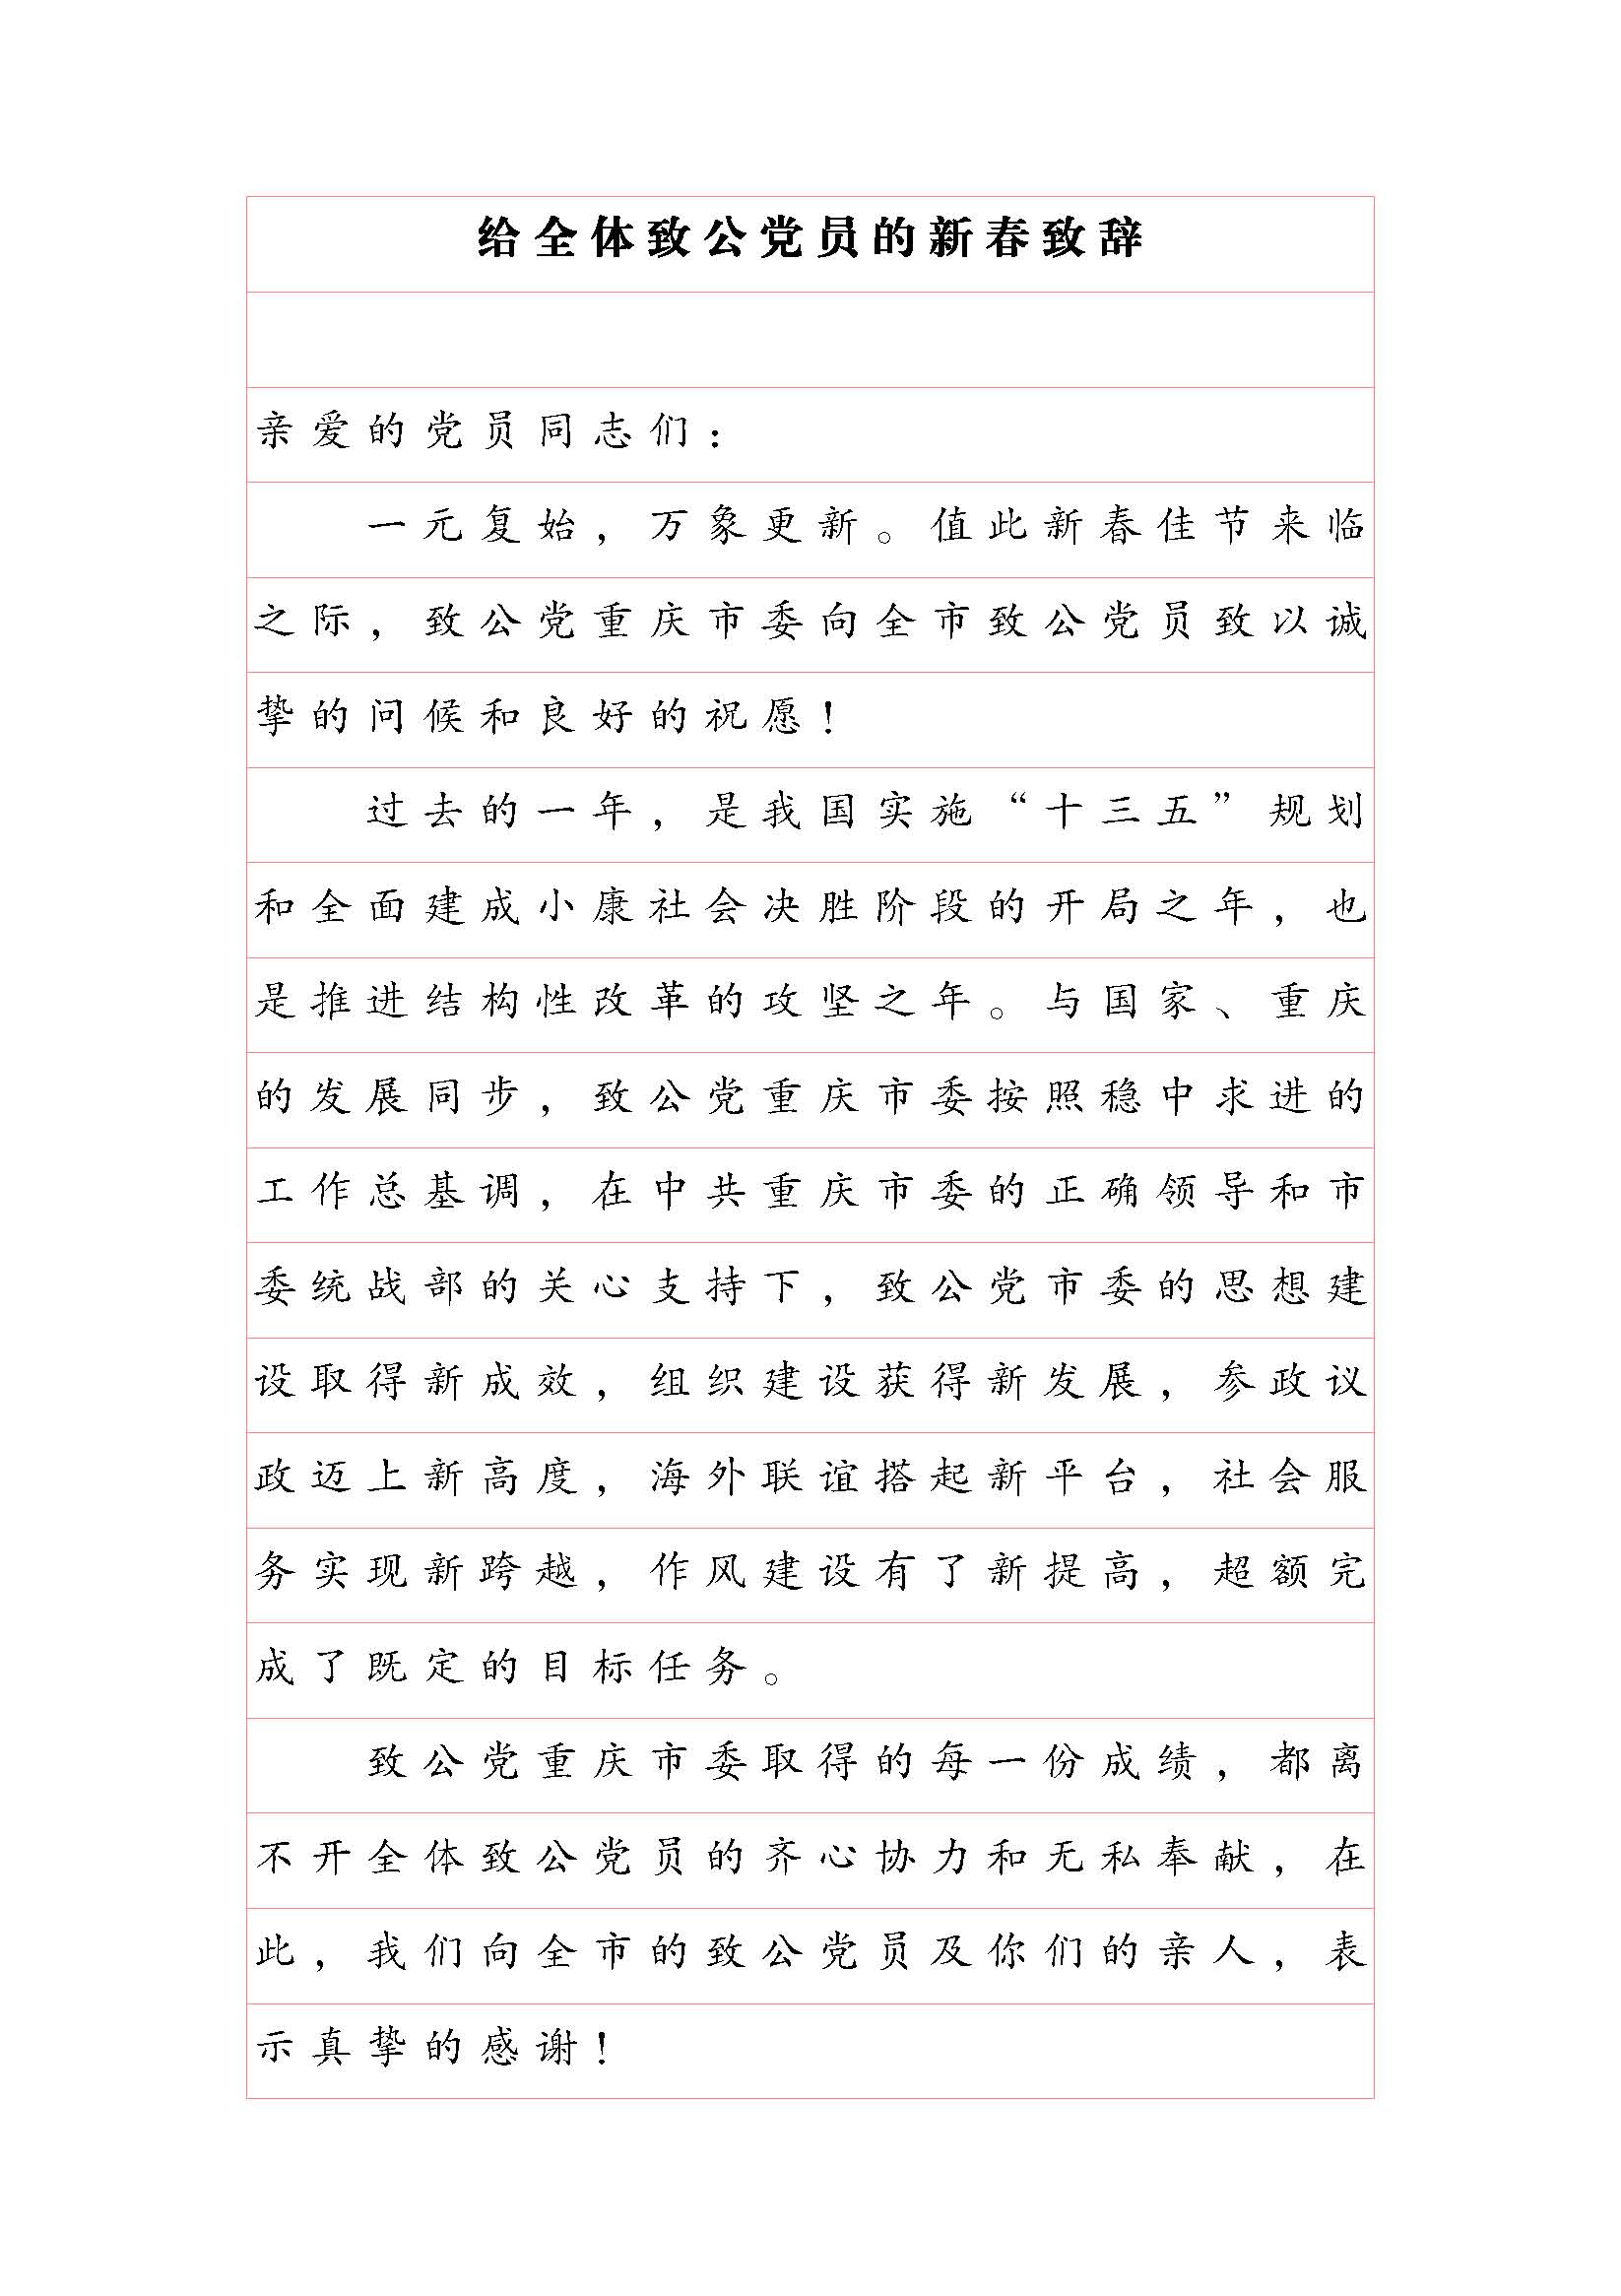 给全体致公党员的新春致辞
亲爱的党员同志们：
一元复始，万象更新。值此新春佳节来临
之际，致公党重庆市委向全市致公党员致以诚
挚的问候和良好的祝愿！
过去的一年，是我国实施“十三五”规划
和全面建成小康社会决胜阶段的开局之年，也
是推进结构性改革的攻坚之年。与国家、重庆
的发展同步，致公党重庆市委按照稳中求进的
工作总基调，在中共重庆市委的正确领导和市
委统战部的关心支持下，致公党市委的思想建
设取得新成效，组织建设获得新发展，参政议
政迈上新高度，海外联谊搭起新平台，社会服
务实现新跨越，作风建设有了新提高，超额完
成了既定的目标任务。
致公党重庆市委取得的每一份成绩，都离
不开全体致公党员的齐心协力和无私奉献，在
此，我们向全市的致公党员及你们的亲人，表
示真挚的感谢！